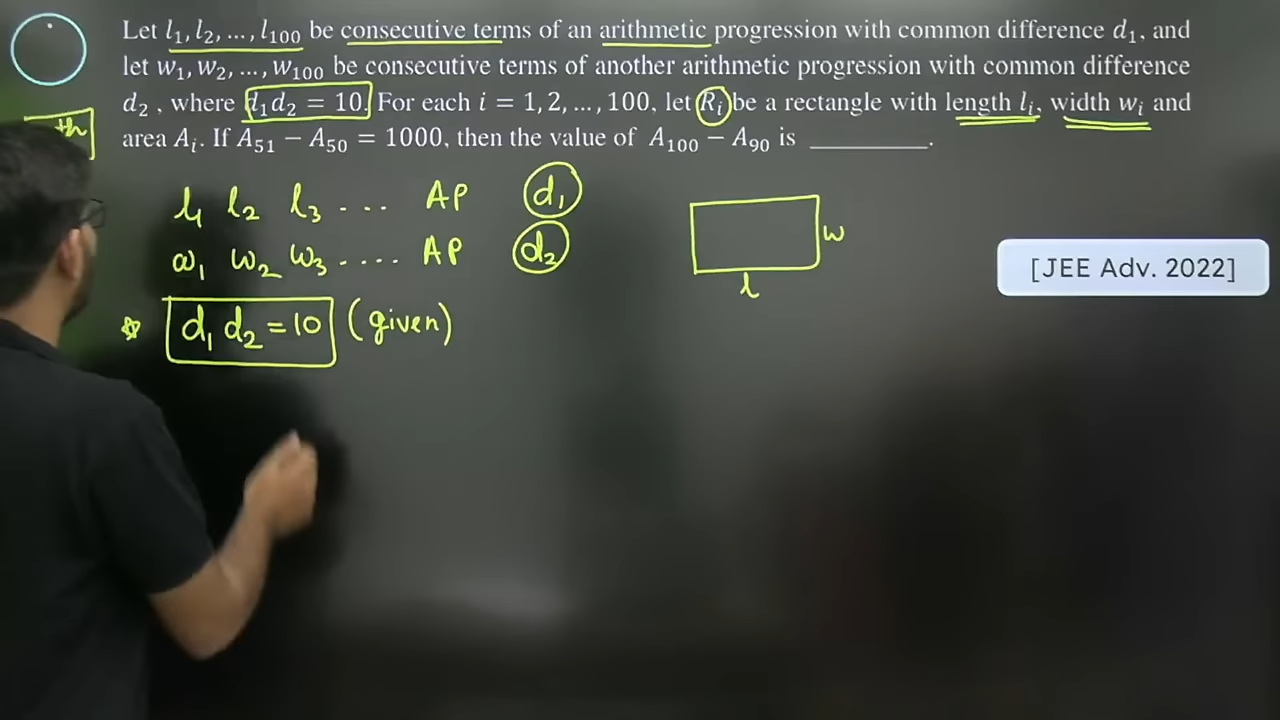 Let l₁, l₂, ..., l₁₀₀ be consecutive terms of an arithmetic progression with common difference d₁, and
let w₁, w₂, ..., w₁₀₀ be consecutive terms of another arithmetic progression with common difference
d₂ , where d₁d₂ = 10. For each i = 1, 2, ..., 100, let Rᵢ be a rectangle with length lᵢ, width wᵢ and
area Aᵢ. If A₅₁ − A₅₀ = 1000, then the value of A₁₀₀ − A₉₀ is __________.
th
l₁ l₂ l₃ ... AP d₁
w₁ w₂ w₃ .... AP d₂
w
l
[JEE Adv. 2022]
d₁ d₂ = 10 (given)